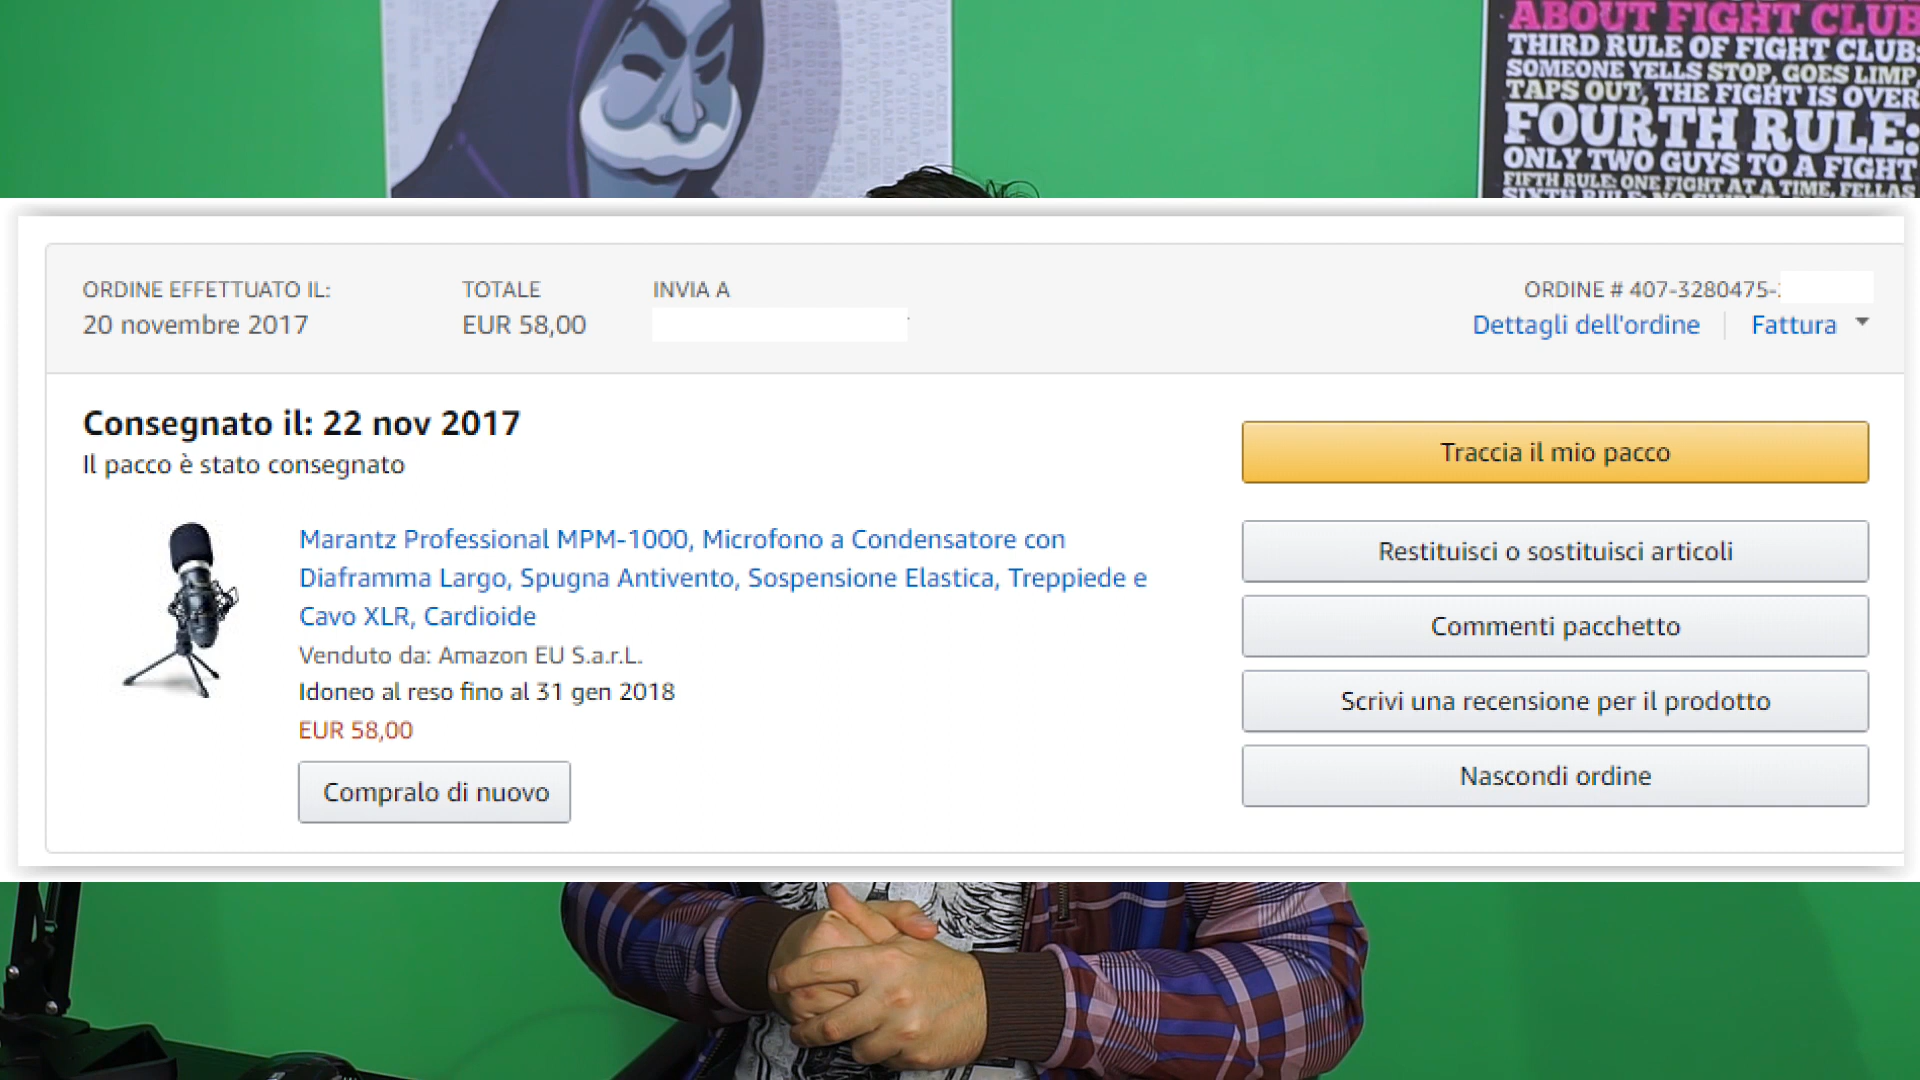 ABOUT FIGHT CLUB
THIRD RULE OF FIGHT CLUB:
SOMEONE YELLS STOP, GOES LIMP,
TAPS OUT, THE FIGHT IS OVER
FOURTH RULE:
ONLY TWO GUYS TO A FIGHT
FIFTH RULE: ONE FIGHT AT A TIME, FELLAS
SIXTH RULE: NO
ORDINE EFFETTUATO IL:
20 novembre 2017
TOTALE
EUR 58,00
INVIA A
ORDINE # 407-3280475-
Dettagli dell'ordine
Fattura
Consegnato il: 22 nov 2017
Il pacco è stato consegnato
Marantz Professional MPM-1000, Microfono a Condensatore con
Diaframma Largo, Spugna Antivento, Sospensione Elastica, Treppiede e
Cavo XLR, Cardioide
Venduto da: Amazon EU S.a.r.L.
Idoneo al reso fino al 31 gen 2018
EUR 58,00
Compralo di nuovo
Traccia il mio pacco
Restituisci o sostituisci articoli
Commenti pacchetto
Scrivi una recensione per il prodotto
Nascondi ordine